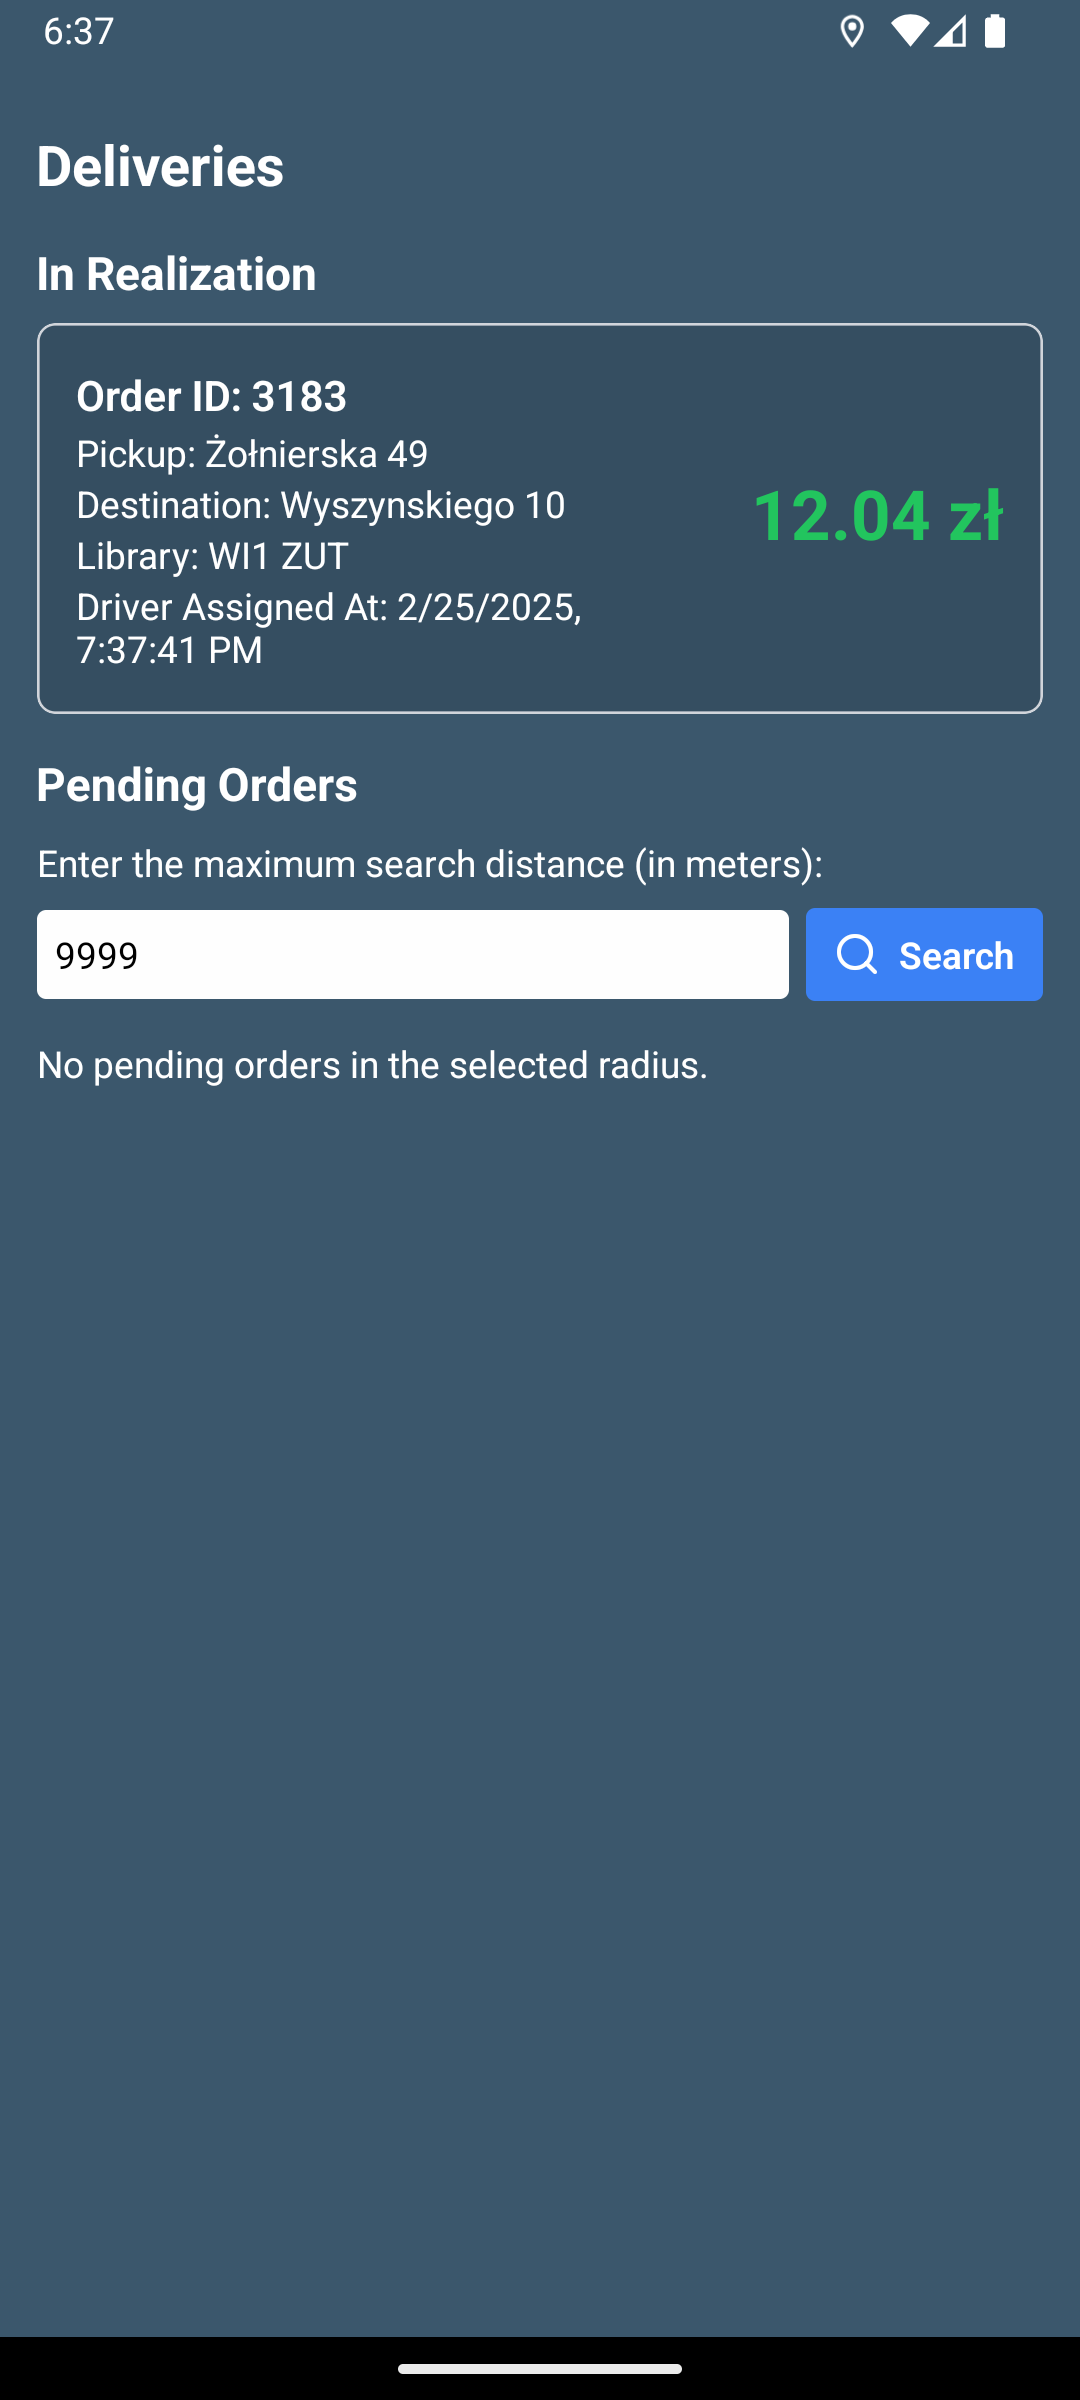 6:37
Deliveries
In Realization
Order ID: 3183
Pickup: Żołnierska 49
Destination: Wyszynskiego 10
Library: WI1 ZUT
Driver Assigned At: 2/25/2025,
7:37:41 PM
12.04 zł
Pending Orders
Enter the maximum search distance (in meters):
9999
Search
No pending orders in the selected radius.